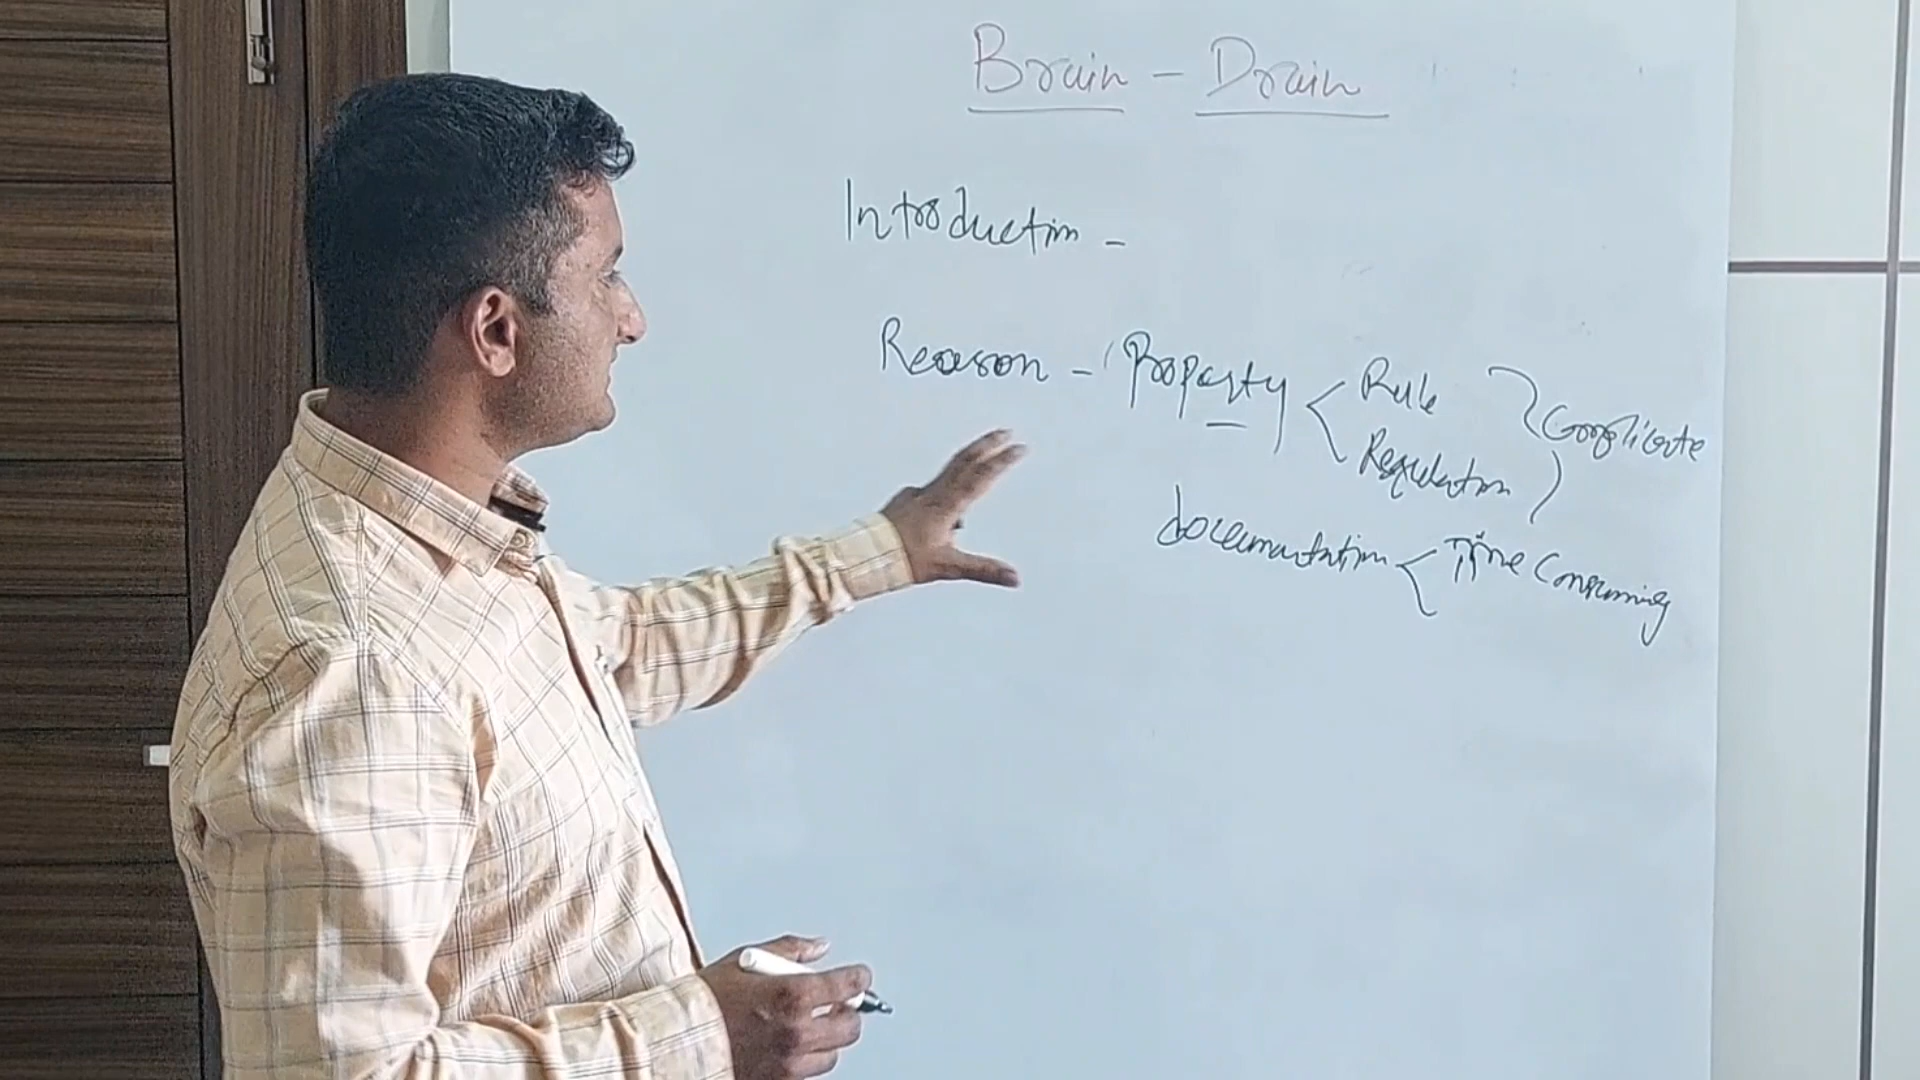 Brain - Drain
Introduction -
Reason - Property < Rule
Regulation
Complicate
documentation < Time Consuming